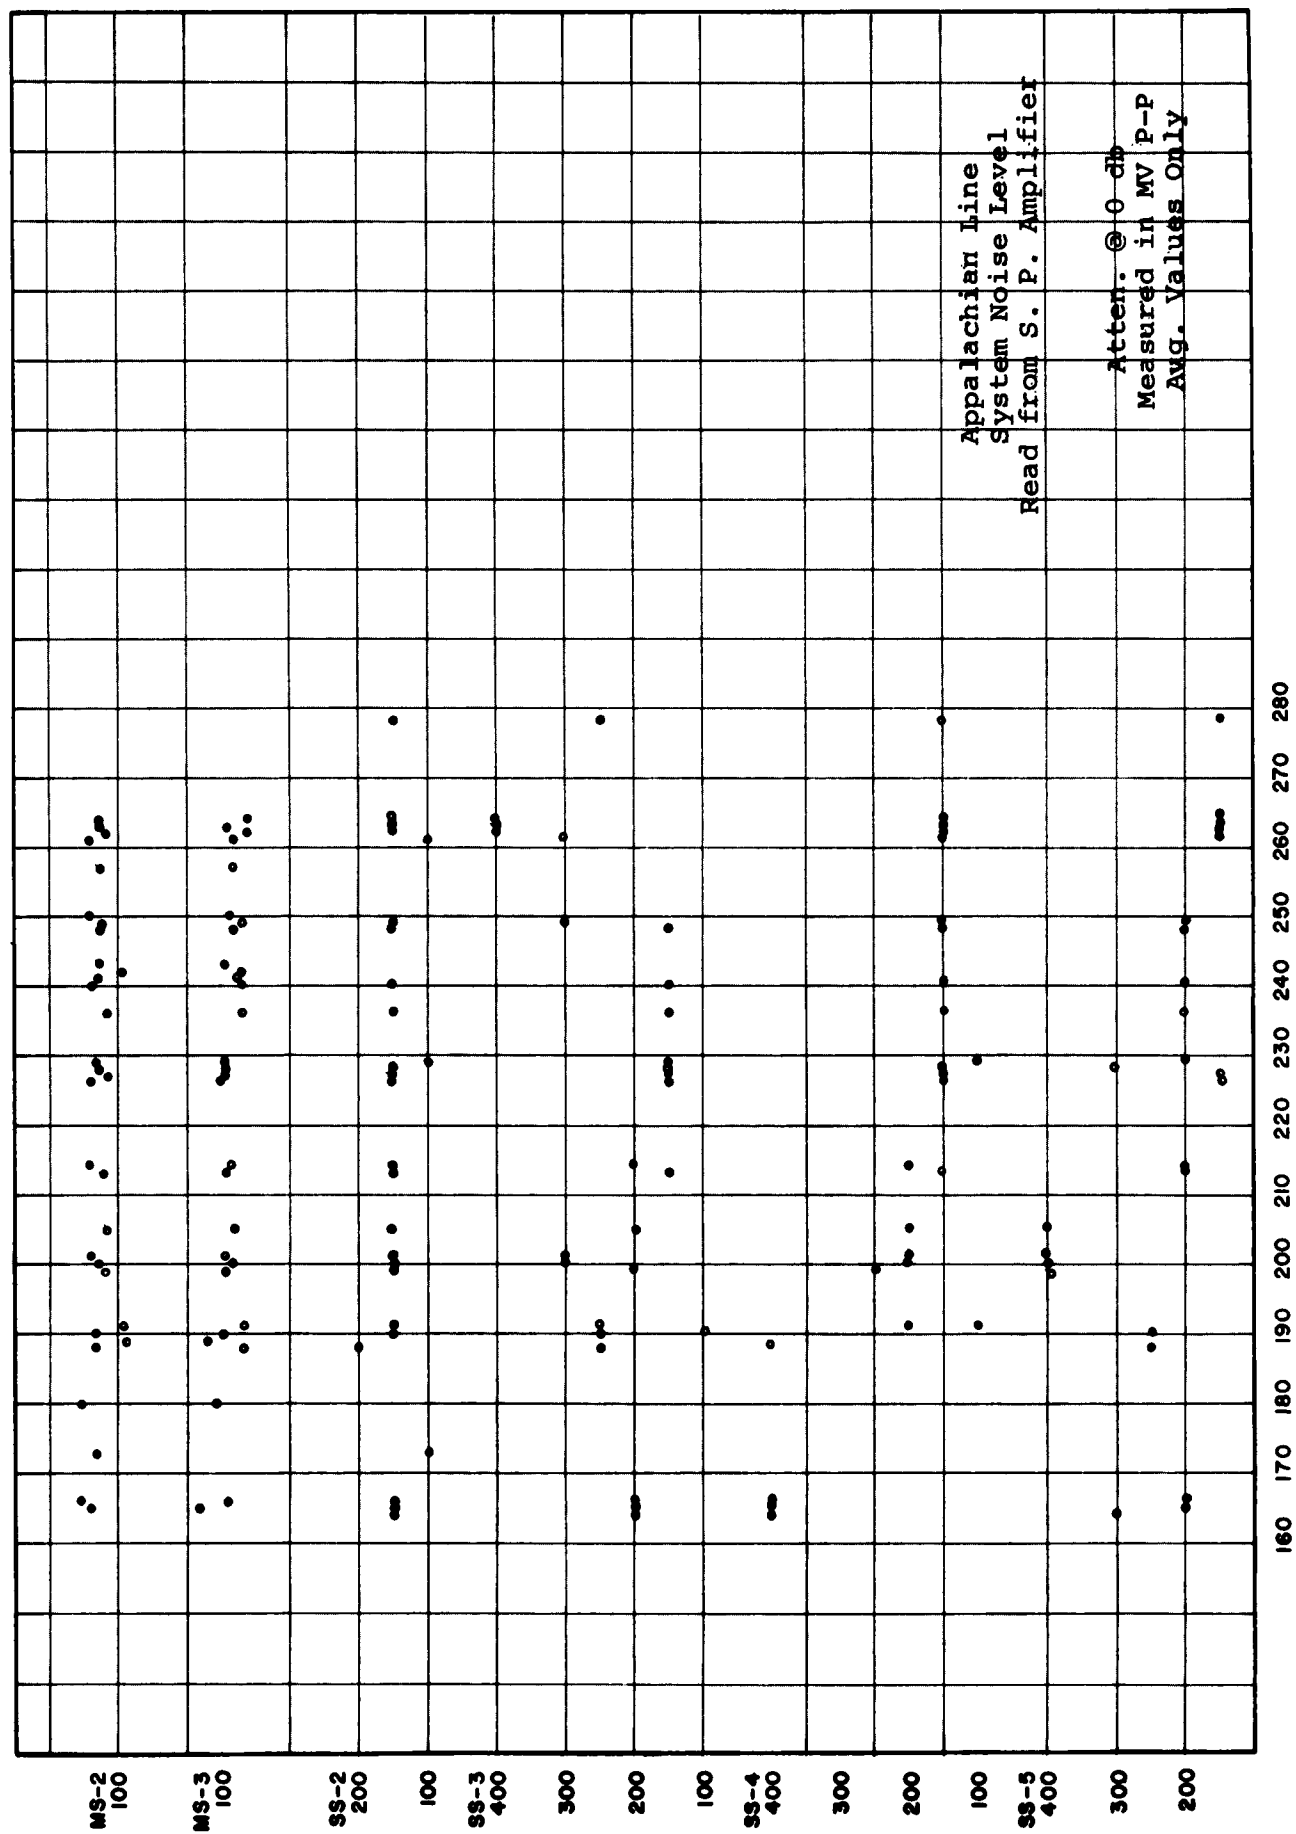 Appalachian Line
System Noise Level
Read from S. P. Amplifier
Atten. @ 0 db
Measured in MV P-P
Avg. Values Only
MS-2
100
MS-3
100
SS-2
200
100
SS-3
400
300
200
100
SS-4
400
300
200
100
SS-5
400
300
200
160 170 180 190 200 210 220 230 240 250 260 270 280